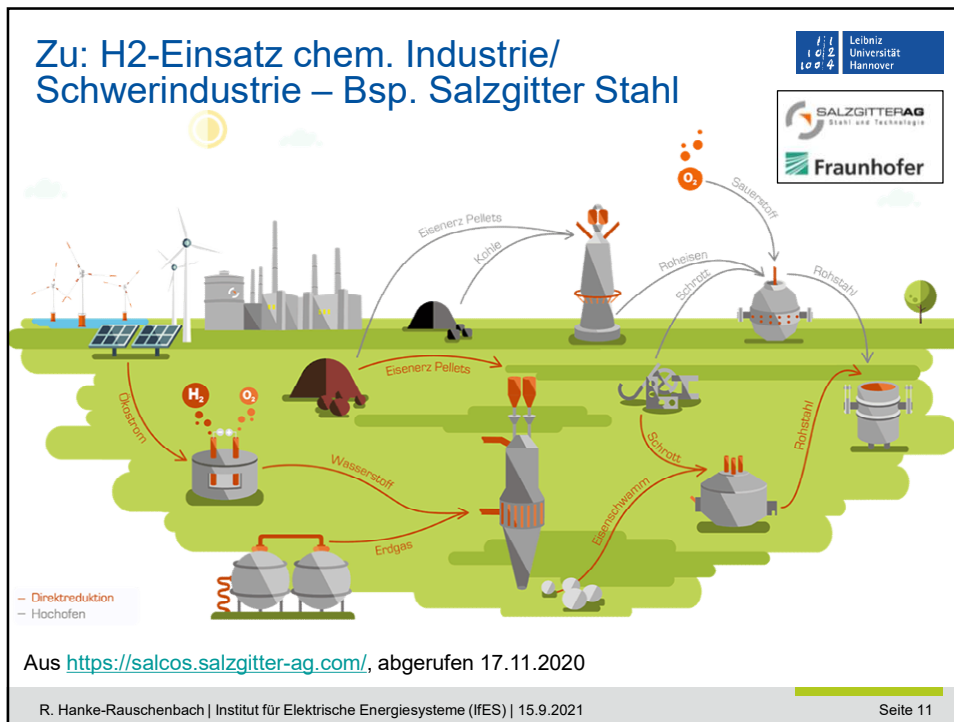 Zu: H2-Einsatz chem. Industrie/
Schwerindustrie – Bsp. Salzgitter Stahl
Leibniz
Universität
Hannover
SALZGITTERAG
Stahl und Technologie
Fraunhofer
O₂
Sauerstoff
Eisenerz Pellets
Kohle
Roheisen
Schrott
Rohstahl
Eisenerz Pellets
Ökostrom
H₂
O₂
Wasserstoff
Erdgas
Schrott
Eisenschwamm
Rohstahl
– Direktreduktion
– Hochofen
Aus https://salcos.salzgitter-ag.com/, abgerufen 17.11.2020
R. Hanke-Rauschenbach | Institut für Elektrische Energiesysteme (IfES) | 15.9.2021
Seite 11